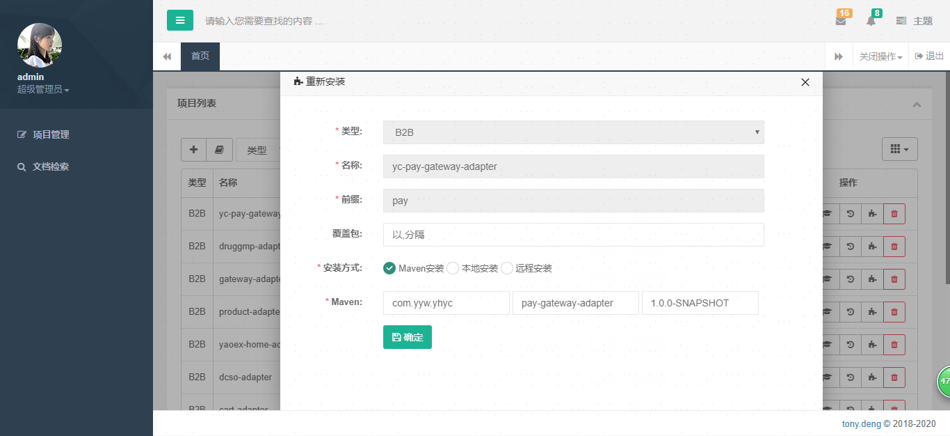 admin
超级管理员
项目管理
文档检索
请输入您需要查找的内容 …
16
8
主题
首页
关闭操作
退出
项目列表
类型
类型 名称 操作
B2B yc-pay-gateway
B2B druggmp-adapt
B2B gateway-adapte
B2B product-adapte
B2B yaoex-home-ad
B2B dcso-adapter
B2B cart-adapter
重新安装
* 类型: B2B
* 名称: yc-pay-gateway-adapter
* 前缀: pay
覆盖包: 以,分隔
* 安装方式: Maven安装 本地安装 远程安装
* Maven: com.yyw.yhyc pay-gateway-adapter 1.0.0-SNAPSHOT
确定
47
tony.deng © 2018-2020